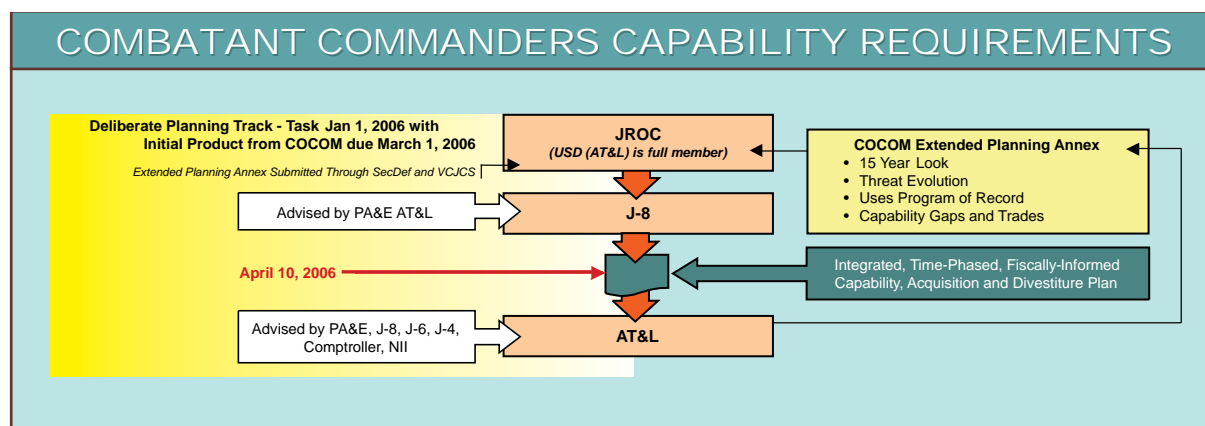 COMBATANT COMMANDERS CAPABILITY REQUIREMENTS
Deliberate Planning Track - Task Jan 1, 2006 with
Initial Product from COCOM due March 1, 2006
Extended Planning Annex Submitted Through SecDef and VCJCS
JROC
(USD (AT&L) is full member)
COCOM Extended Planning Annex
• 15 Year Look
• Threat Evolution
• Uses Program of Record
• Capability Gaps and Trades
Advised by PA&E AT&L
J-8
April 10, 2006
Integrated, Time-Phased, Fiscally-Informed
Capability, Acquisition and Divestiture Plan
Advised by PA&E, J-8, J-6, J-4,
Comptroller, NII
AT&L